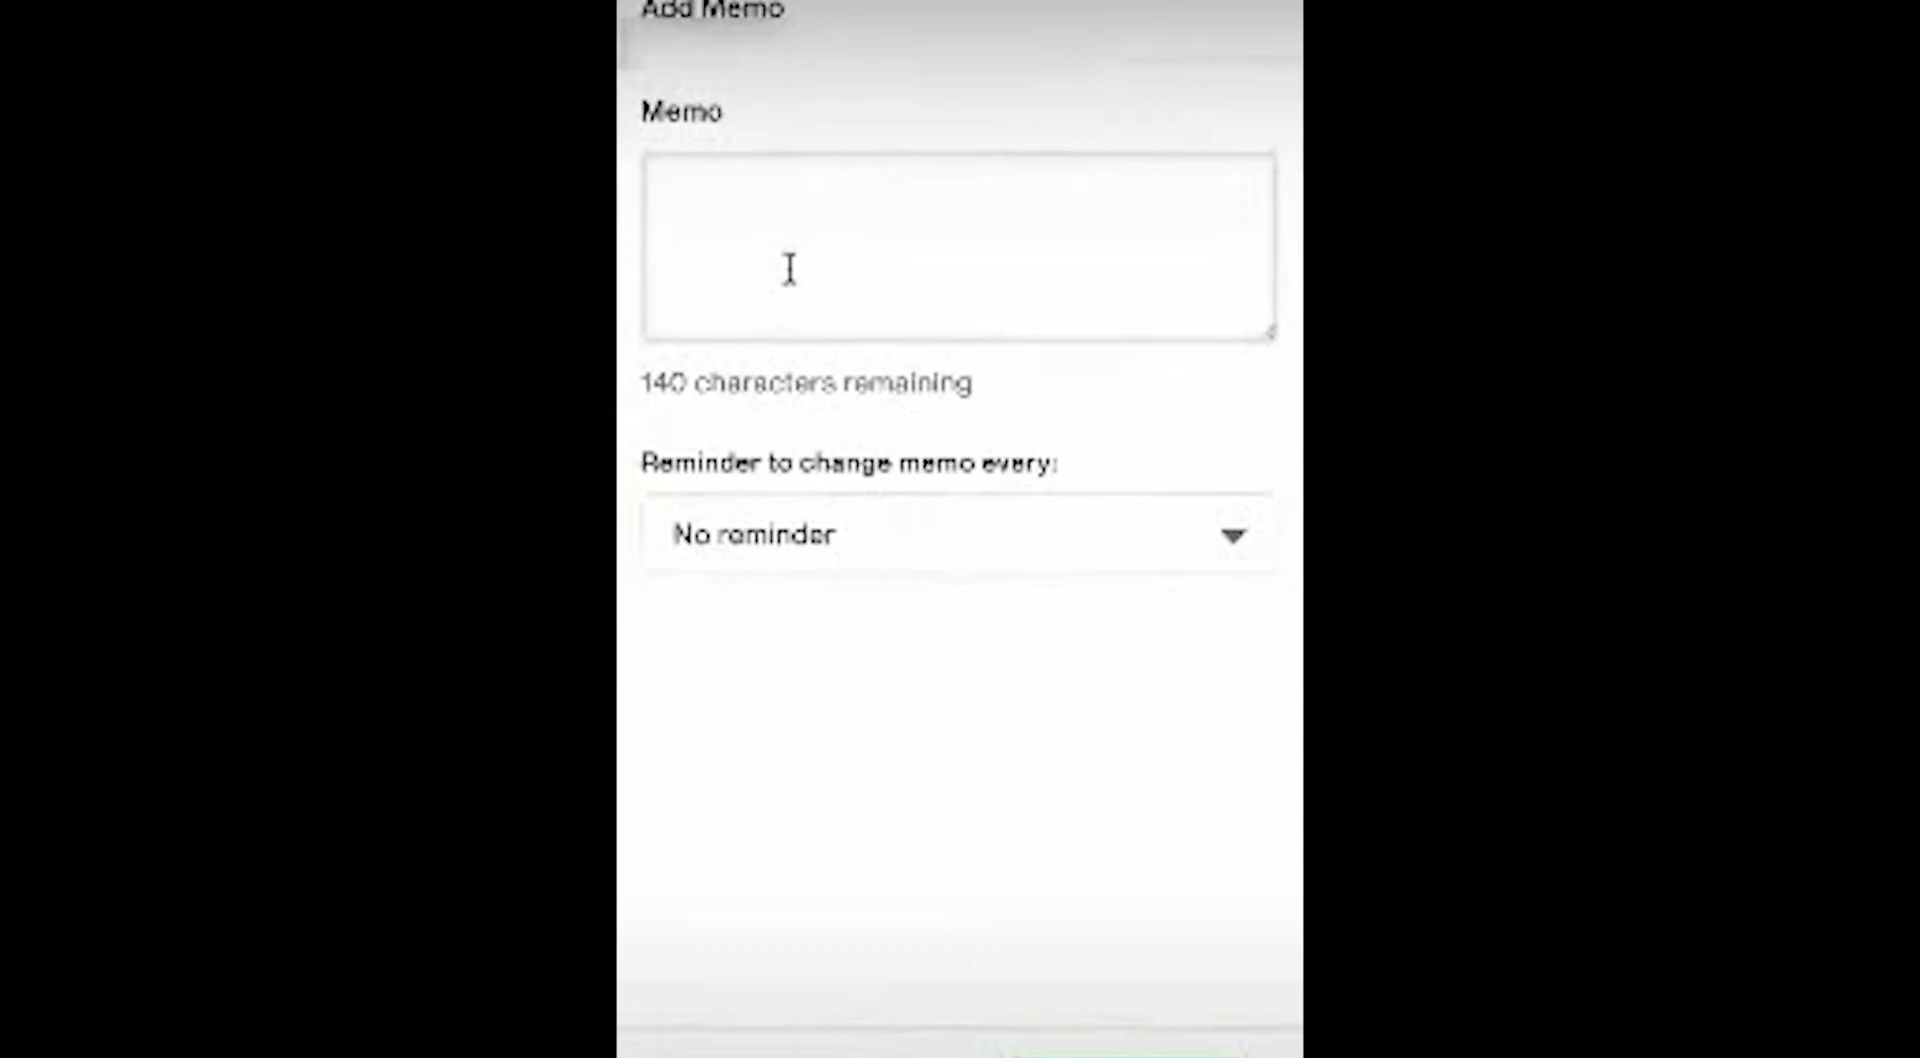 Add Memo
Memo
140 characters remaining
Reminder to change memo every:
No reminder